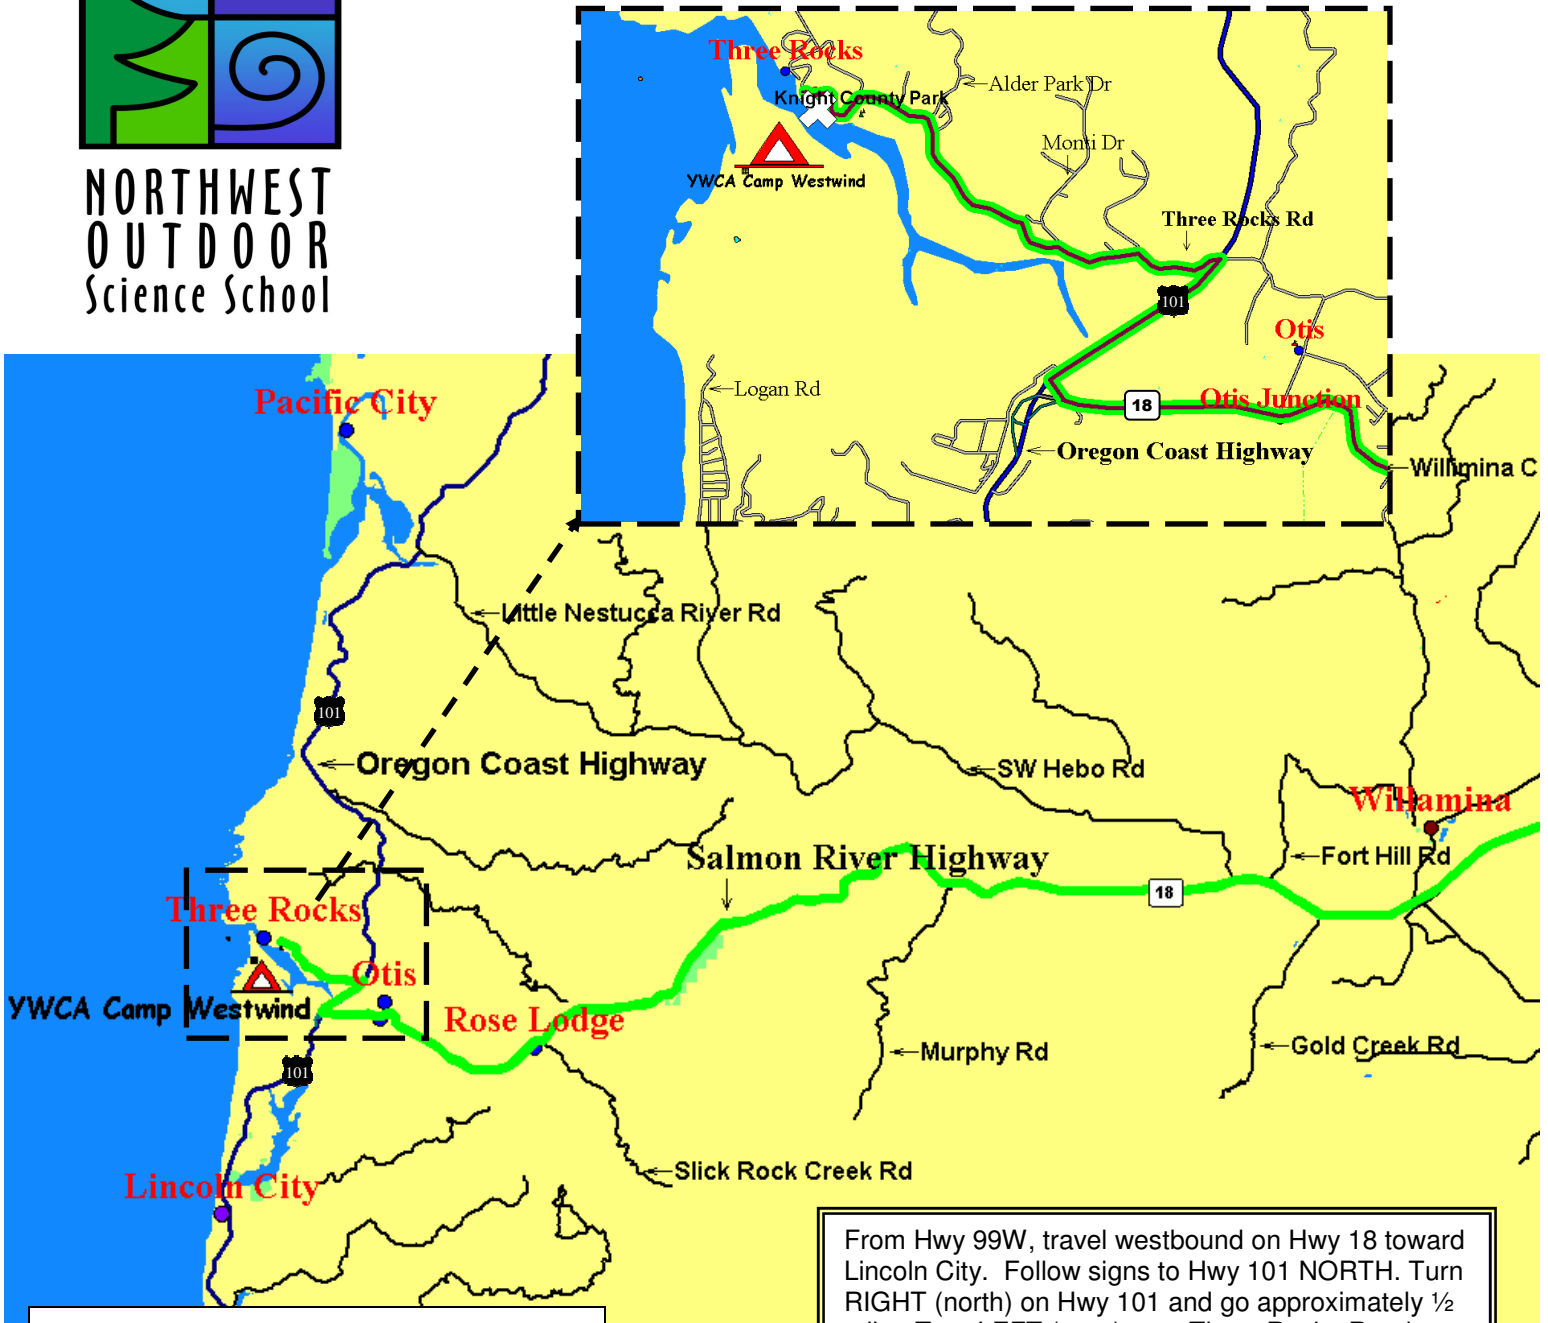 NORTHWEST
OUTDOOR
Science School
Three Rocks
Knight County Park
Alder Park Dr
Monti Dr
YWCA Camp Westwind
Three Rocks Rd
101
Otis
Logan Rd
18
Otis Junction
Oregon Coast Highway
Willimina C
Pacific City
Little Nestucca River Rd
101
Oregon Coast Highway
SW Hebo Rd
Willamina
Salmon River Highway
Fort Hill Rd
18
Three Rocks
Otis
YWCA Camp Westwind
Rose Lodge
Murphy Rd
Gold Creek Rd
101
Slick Rock Creek Rd
Lincoln City
From Hwy 99W, travel westbound on Hwy 18 toward
Lincoln City. Follow signs to Hwy 101 NORTH. Turn
RIGHT (north) on Hwy 101 and go approximately ½